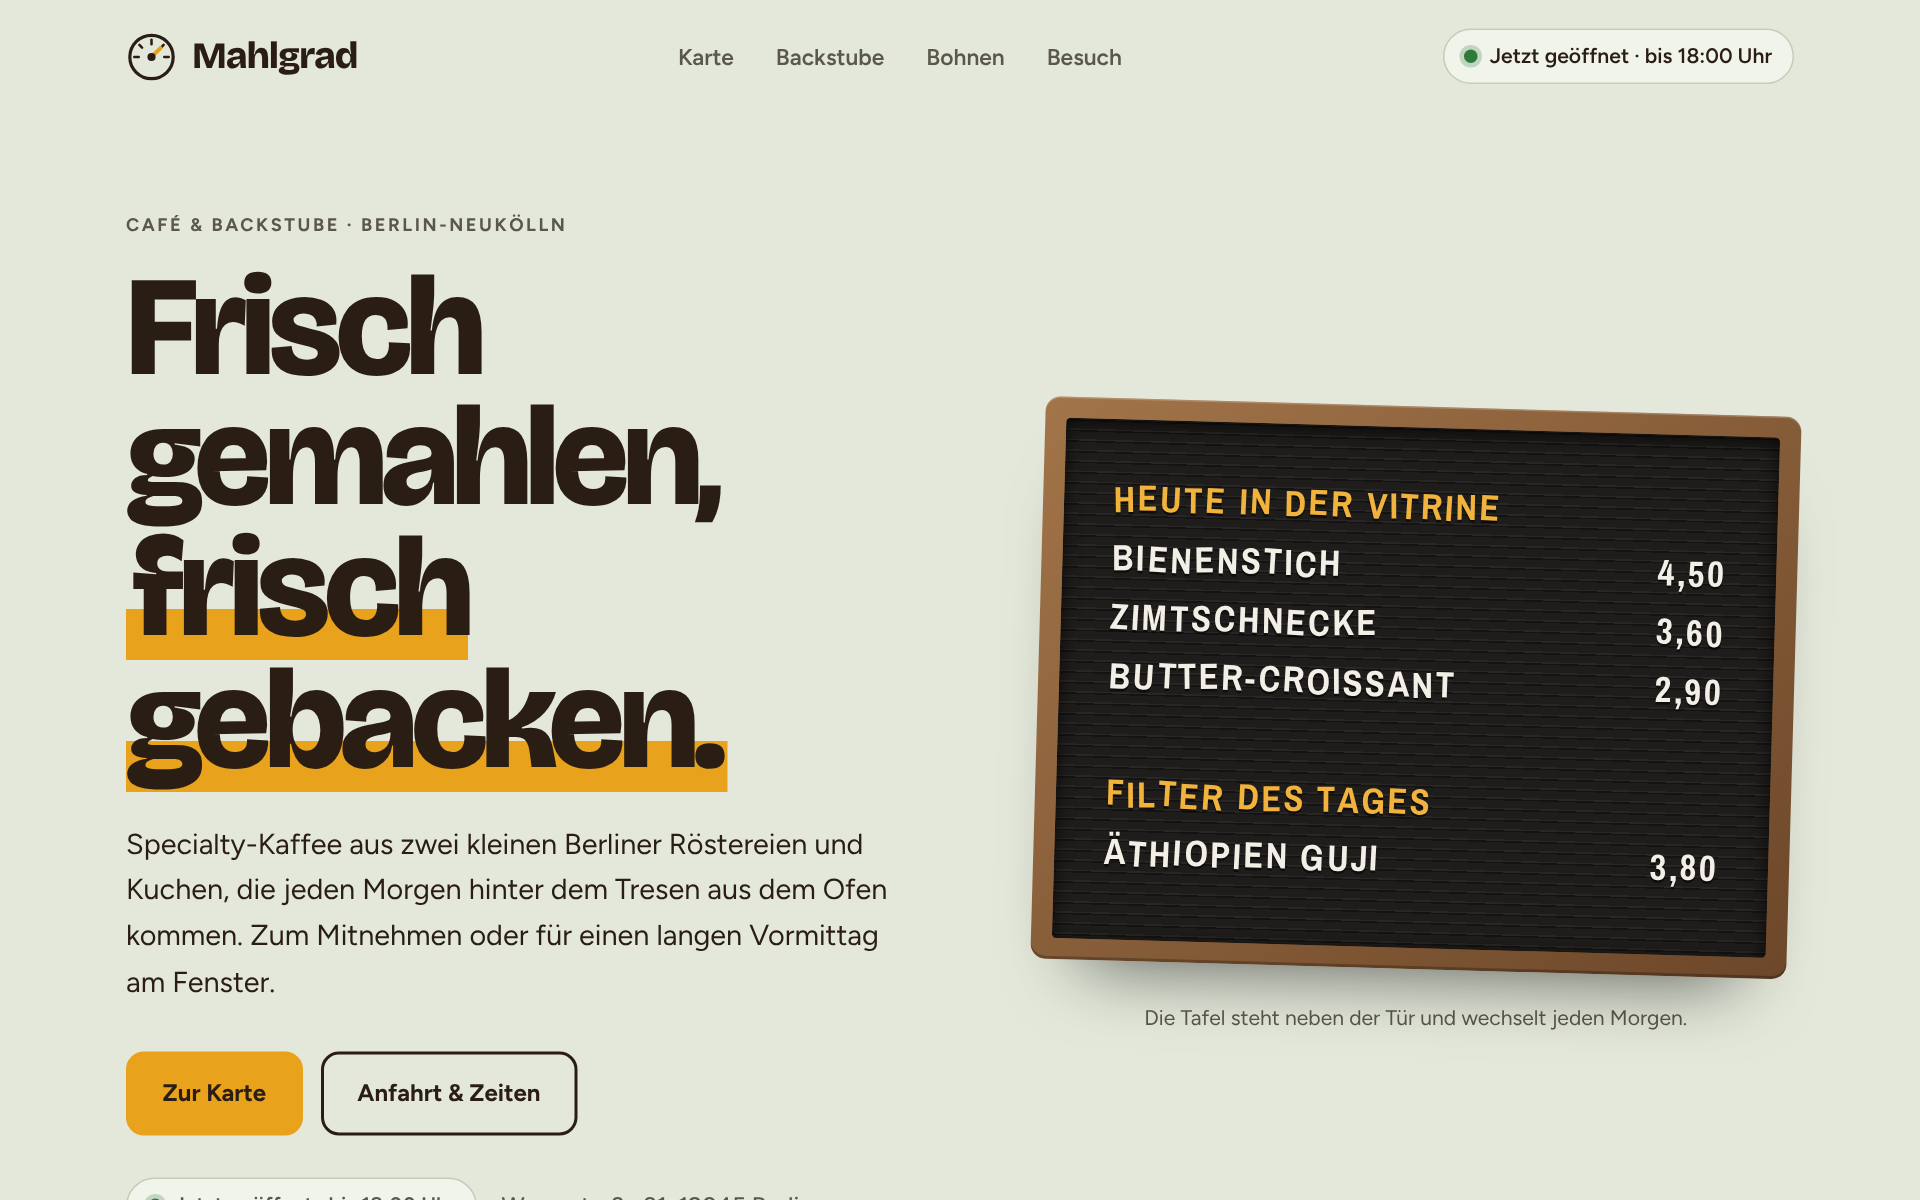 Mahlgrad
Karte Backstube Bohnen Besuch
Jetzt geöffnet · bis 18:00 Uhr
CAFÉ & BACKSTUBE · BERLIN-NEUKÖLLN
Frisch
gemahlen,
frisch
gebacken.
Specialty-Kaffee aus zwei kleinen Berliner Röstereien und
Kuchen, die jeden Morgen hinter dem Tresen aus dem Ofen
kommen. Zum Mitnehmen oder für einen langen Vormittag
am Fenster.
Zur Karte
Anfahrt & Zeiten
HEUTE IN DER VITRINE
BIENENSTICH 4,50
ZIMTSCHNECKE 3,60
BUTTER-CROISSANT 2,90
FILTER DES TAGES
ÄTHIOPIEN GUJI 3,80
Die Tafel steht neben der Tür und wechselt jeden Morgen.